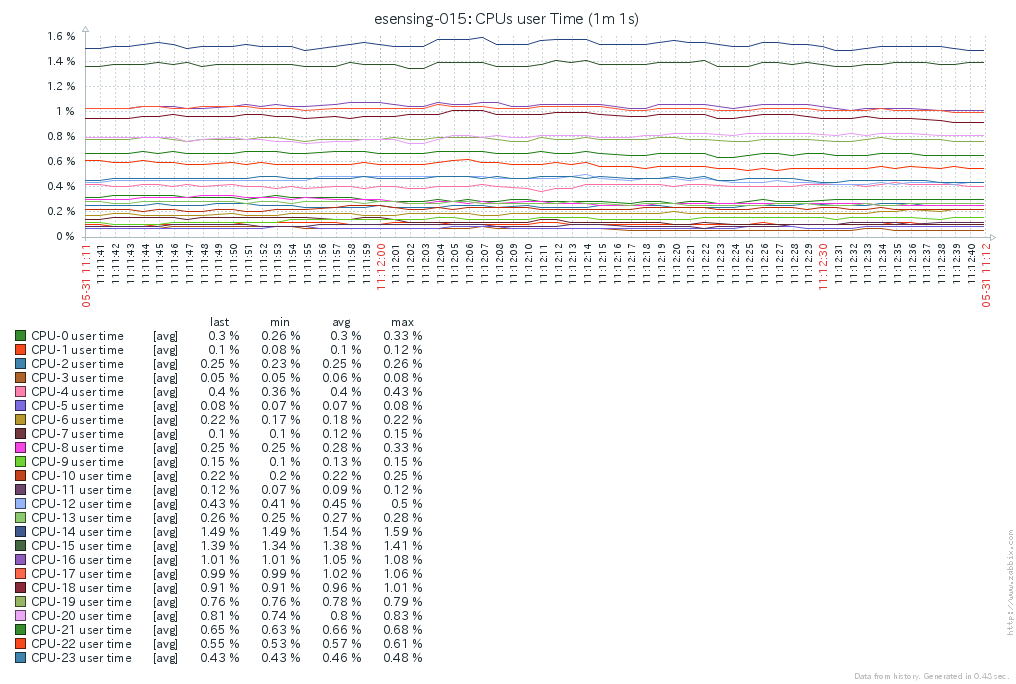 esensing-015: CPUs user Time (1m 1s)
1.6 %
1.4 %
1.2 %
1 %
0.8 %
0.6 %
0.4 %
0.2 %
0 %
05-31 11:11
11:11:41
11:11:42
11:11:43
11:11:44
11:11:45
11:11:46
11:11:47
11:11:48
11:11:49
11:11:50
11:11:51
11:11:52
11:11:53
11:11:54
11:11:55
11:11:56
11:11:57
11:11:58
11:11:59
11:12:00
11:12:01
11:12:02
11:12:03
11:12:04
11:12:05
11:12:06
11:12:07
11:12:08
11:12:09
11:12:10
11:12:11
11:12:12
11:12:13
11:12:14
11:12:15
11:12:16
11:12:17
11:12:18
11:12:19
11:12:20
11:12:21
11:12:22
11:12:23
11:12:24
11:12:25
11:12:26
11:12:27
11:12:28
11:12:29
11:12:30
11:12:31
11:12:32
11:12:33
11:12:34
11:12:35
11:12:36
11:12:37
11:12:38
11:12:39
11:12:40
05-31 11:12
last min avg max
CPU-0 user time [avg] 0.3 % 0.26 % 0.3 % 0.33 %
CPU-1 user time [avg] 0.1 % 0.08 % 0.1 % 0.12 %
CPU-2 user time [avg] 0.25 % 0.23 % 0.25 % 0.26 %
CPU-3 user time [avg] 0.05 % 0.05 % 0.06 % 0.08 %
CPU-4 user time [avg] 0.4 % 0.36 % 0.4 % 0.43 %
CPU-5 user time [avg] 0.08 % 0.07 % 0.07 % 0.08 %
CPU-6 user time [avg] 0.22 % 0.17 % 0.18 % 0.22 %
CPU-7 user time [avg] 0.1 % 0.1 % 0.12 % 0.15 %
CPU-8 user time [avg] 0.25 % 0.25 % 0.28 % 0.33 %
CPU-9 user time [avg] 0.15 % 0.1 % 0.13 % 0.15 %
CPU-10 user time [avg] 0.22 % 0.2 % 0.22 % 0.25 %
CPU-11 user time [avg] 0.12 % 0.07 % 0.09 % 0.12 %
CPU-12 user time [avg] 0.43 % 0.41 % 0.45 % 0.5 %
CPU-13 user time [avg] 0.26 % 0.25 % 0.27 % 0.28 %
CPU-14 user time [avg] 1.49 % 1.49 % 1.54 % 1.59 %
CPU-15 user time [avg] 1.39 % 1.34 % 1.38 % 1.41 %
CPU-16 user time [avg] 1.01 % 1.01 % 1.05 % 1.08 %
CPU-17 user time [avg] 0.99 % 0.99 % 1.02 % 1.06 %
CPU-18 user time [avg] 0.91 % 0.91 % 0.96 % 1.01 %
CPU-19 user time [avg] 0.76 % 0.76 % 0.78 % 0.79 %
CPU-20 user time [avg] 0.81 % 0.74 % 0.8 % 0.83 %
CPU-21 user time [avg] 0.65 % 0.63 % 0.66 % 0.68 %
CPU-22 user time [avg] 0.55 % 0.53 % 0.57 % 0.61 %
CPU-23 user time [avg] 0.43 % 0.43 % 0.46 % 0.48 %
http://www.zabbix.com
Data from history. Generated in 0.48 sec.